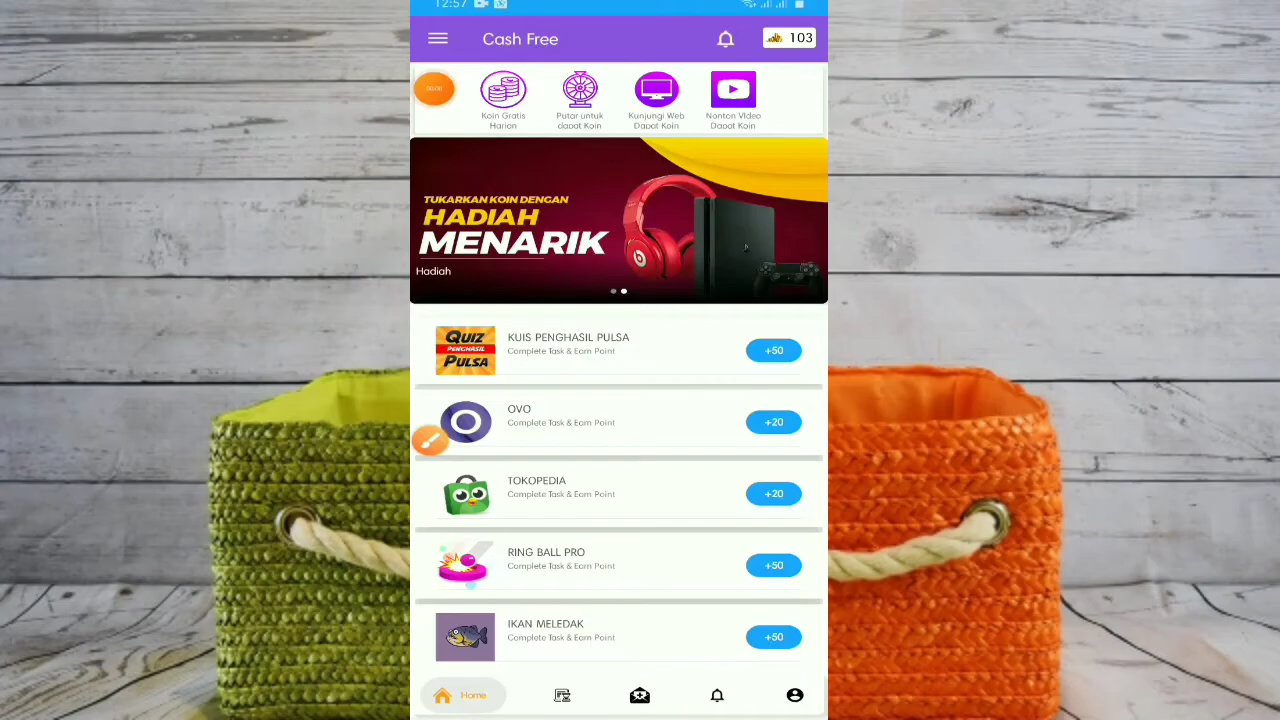 12:57
Cash Free
103
00:00
Koin Gratis
Harian
Putar untuk
dapat Koin
Kunjungi Web
Dapat Koin
Nonton Video
Dapat Koin
TUKARKAN KOIN DENGAN
HADIAH
MENARIK
Hadiah
QUIZ
PENGHASIL
PULSA
KUIS PENGHASIL PULSA
Complete Task & Earn Point
+50
OVO
Complete Task & Earn Point
+20
TOKOPEDIA
Complete Task & Earn Point
+20
RING BALL PRO
Complete Task & Earn Point
+50
IKAN MELEDAK
Complete Task & Earn Point
+50
Home